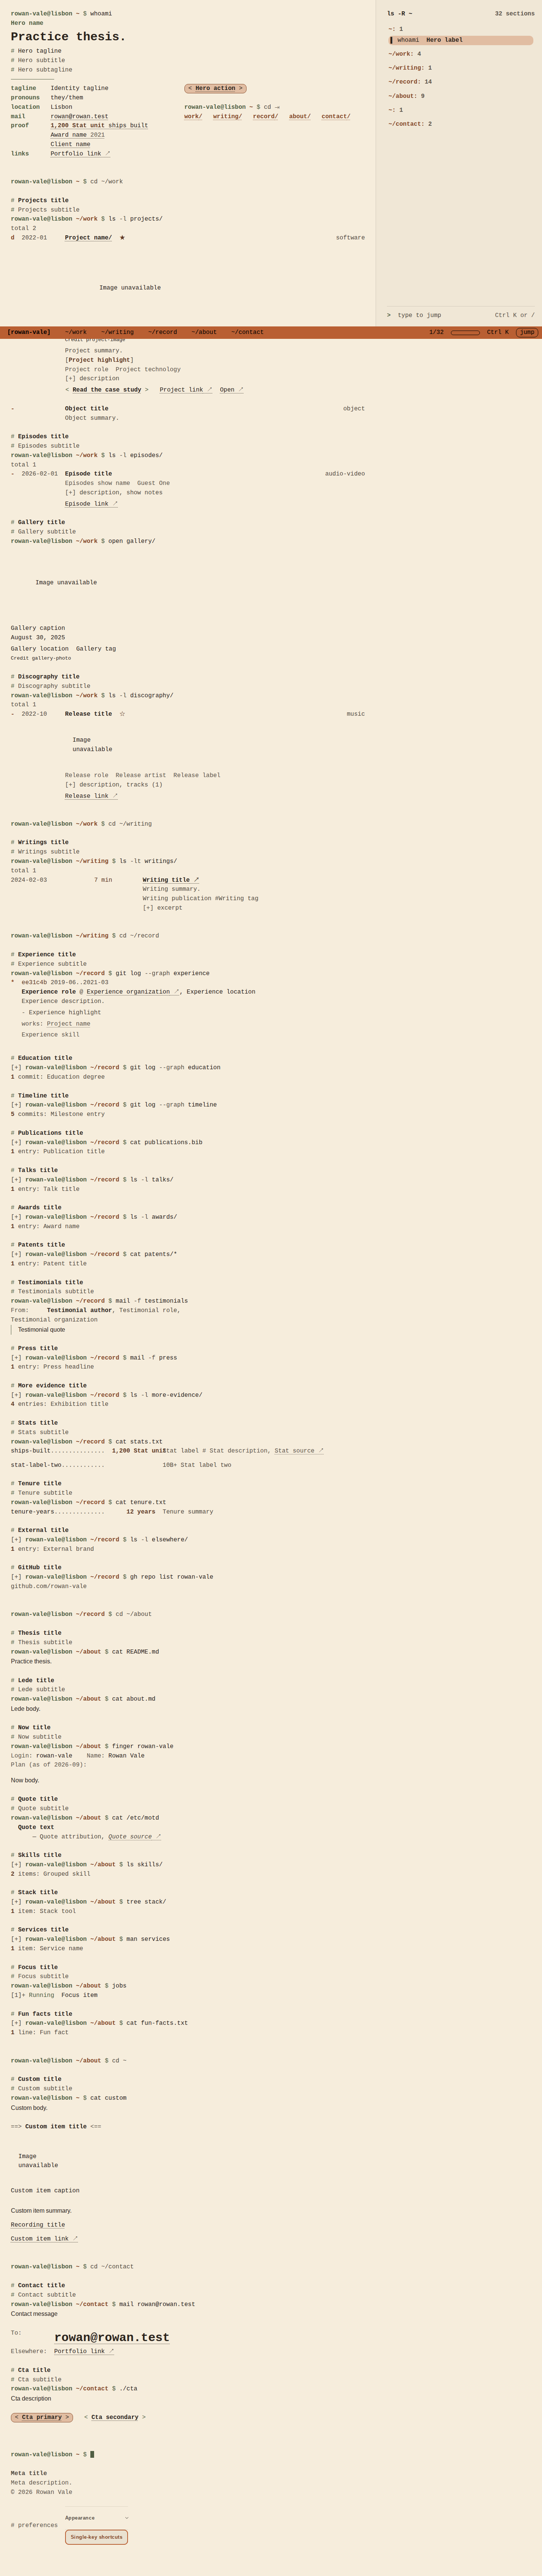 rowan-vale@lisbon ~ $ whoami
Hero name
Practice thesis.
# Hero tagline
# Hero subtitle
# Hero subtagline
tagline Identity tagline
pronouns they/them
location Lisbon
mail rowan@rowan.test
proof 1,200 Stat unit ships built
Award name 2021
Client name
links Portfolio link ↗
< Hero action >
rowan-vale@lisbon ~ $ cd →
work/ writing/ record/ about/ contact/
ls -R ~ 32 sections
~: 1
whoami Hero label
~/work: 4
~/writing: 1
~/record: 14
~/about: 9
~: 1
~/contact: 2
> type to jump Ctrl K or /
rowan-vale@lisbon ~ $ cd ~/work
# Projects title
# Projects subtitle
rowan-vale@lisbon ~/work $ ls -l projects/
total 2
d 2022-01 Project name/ ★ software
Image unavailable
[rowan-vale] ~/work ~/writing ~/record ~/about ~/contact 1/32 Ctrl K jump
Credit project-image
Project summary.
[Project highlight]
Project role Project technology
[+] description
< Read the case study > Project link ↗ Open ↗
- Object title object
Object summary.
# Episodes title
# Episodes subtitle
rowan-vale@lisbon ~/work $ ls -l episodes/
total 1
- 2026-02-01 Episode title audio-video
Episodes show name Guest One
[+] description, show notes
Episode link ↗
# Gallery title
# Gallery subtitle
rowan-vale@lisbon ~/work $ open gallery/
Image unavailable
Gallery caption
August 30, 2025
Gallery location Gallery tag
Credit gallery-photo
# Discography title
# Discography subtitle
rowan-vale@lisbon ~/work $ ls -l discography/
total 1
- 2022-10 Release title ☆ music
Image
unavailable
Release role Release artist Release label
[+] description, tracks (1)
Release link ↗
rowan-vale@lisbon ~/work $ cd ~/writing
# Writings title
# Writings subtitle
rowan-vale@lisbon ~/writing $ ls -lt writings/
total 1
2024-02-03 7 min Writing title ↗
Writing summary.
Writing publication #Writing tag
[+] excerpt
rowan-vale@lisbon ~/writing $ cd ~/record
# Experience title
# Experience subtitle
rowan-vale@lisbon ~/record $ git log --graph experience
* ee31c4b 2019-06..2021-03
Experience role @ Experience organization ↗, Experience location
Experience description.
- Experience highlight
works: Project name
Experience skill
# Education title
[+] rowan-vale@lisbon ~/record $ git log --graph education
1 commit: Education degree
# Timeline title
[+] rowan-vale@lisbon ~/record $ git log --graph timeline
5 commits: Milestone entry
# Publications title
[+] rowan-vale@lisbon ~/record $ cat publications.bib
1 entry: Publication title
# Talks title
[+] rowan-vale@lisbon ~/record $ ls -l talks/
1 entry: Talk title
# Awards title
[+] rowan-vale@lisbon ~/record $ ls -l awards/
1 entry: Award name
# Patents title
[+] rowan-vale@lisbon ~/record $ cat patents/*
1 entry: Patent title
# Testimonials title
# Testimonials subtitle
rowan-vale@lisbon ~/record $ mail -f testimonials
From: Testimonial author, Testimonial role,
Testimonial organization
Testimonial quote
# Press title
[+] rowan-vale@lisbon ~/record $ mail -f press
1 entry: Press headline
# More evidence title
[+] rowan-vale@lisbon ~/record $ ls -l more-evidence/
4 entries: Exhibition title
# Stats title
# Stats subtitle
rowan-vale@lisbon ~/record $ cat stats.txt
ships-built............... 1,200 Stat unit Stat label # Stat description, Stat source ↗
stat-label-two............ 10B+ Stat label two
# Tenure title
# Tenure subtitle
rowan-vale@lisbon ~/record $ cat tenure.txt
tenure-years.............. 12 years Tenure summary
# External title
[+] rowan-vale@lisbon ~/record $ ls -l elsewhere/
1 entry: External brand
# GitHub title
[+] rowan-vale@lisbon ~/record $ gh repo list rowan-vale
github.com/rowan-vale
rowan-vale@lisbon ~/record $ cd ~/about
# Thesis title
# Thesis subtitle
rowan-vale@lisbon ~/about $ cat README.md
Practice thesis.
# Lede title
# Lede subtitle
rowan-vale@lisbon ~/about $ cat about.md
Lede body.
# Now title
# Now subtitle
rowan-vale@lisbon ~/about $ finger rowan-vale
Login: rowan-vale Name: Rowan Vale
Plan (as of 2026-09):
Now body.
# Quote title
# Quote subtitle
rowan-vale@lisbon ~/about $ cat /etc/motd
Quote text
— Quote attribution, Quote source ↗
# Skills title
[+] rowan-vale@lisbon ~/about $ ls skills/
2 items: Grouped skill
# Stack title
[+] rowan-vale@lisbon ~/about $ tree stack/
1 item: Stack tool
# Services title
[+] rowan-vale@lisbon ~/about $ man services
1 item: Service name
# Focus title
# Focus subtitle
rowan-vale@lisbon ~/about $ jobs
[1]+ Running Focus item
# Fun facts title
[+] rowan-vale@lisbon ~/about $ cat fun-facts.txt
1 line: Fun fact
rowan-vale@lisbon ~/about $ cd ~
# Custom title
# Custom subtitle
rowan-vale@lisbon ~ $ cat custom
Custom body.
==> Custom item title <==
Image
unavailable
Custom item caption
Custom item summary.
Recording title
Custom item link ↗
rowan-vale@lisbon ~ $ cd ~/contact
# Contact title
# Contact subtitle
rowan-vale@lisbon ~/contact $ mail rowan@rowan.test
Contact message
To: rowan@rowan.test
Elsewhere: Portfolio link ↗
# Cta title
# Cta subtitle
rowan-vale@lisbon ~/contact $ ./cta
Cta description
< Cta primary > < Cta secondary >
rowan-vale@lisbon ~ $
Meta title
Meta description.
© 2026 Rowan Vale
# preferences
Appearance
Single-key shortcuts